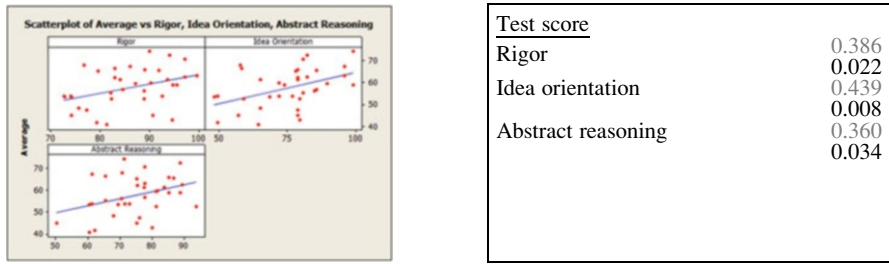 Scatterplot of Average vs Rigor, Idea Orientation, Abstract Reasoning
Rigor
Idea Orientation
70
60
50
40
70 80 90 100 50 75 100
Average
Abstract Reasoning
70
60
50
40
50 60 70 80 90
Test score
Rigor 0.386
0.022
Idea orientation 0.439
0.008
Abstract reasoning 0.360
0.034